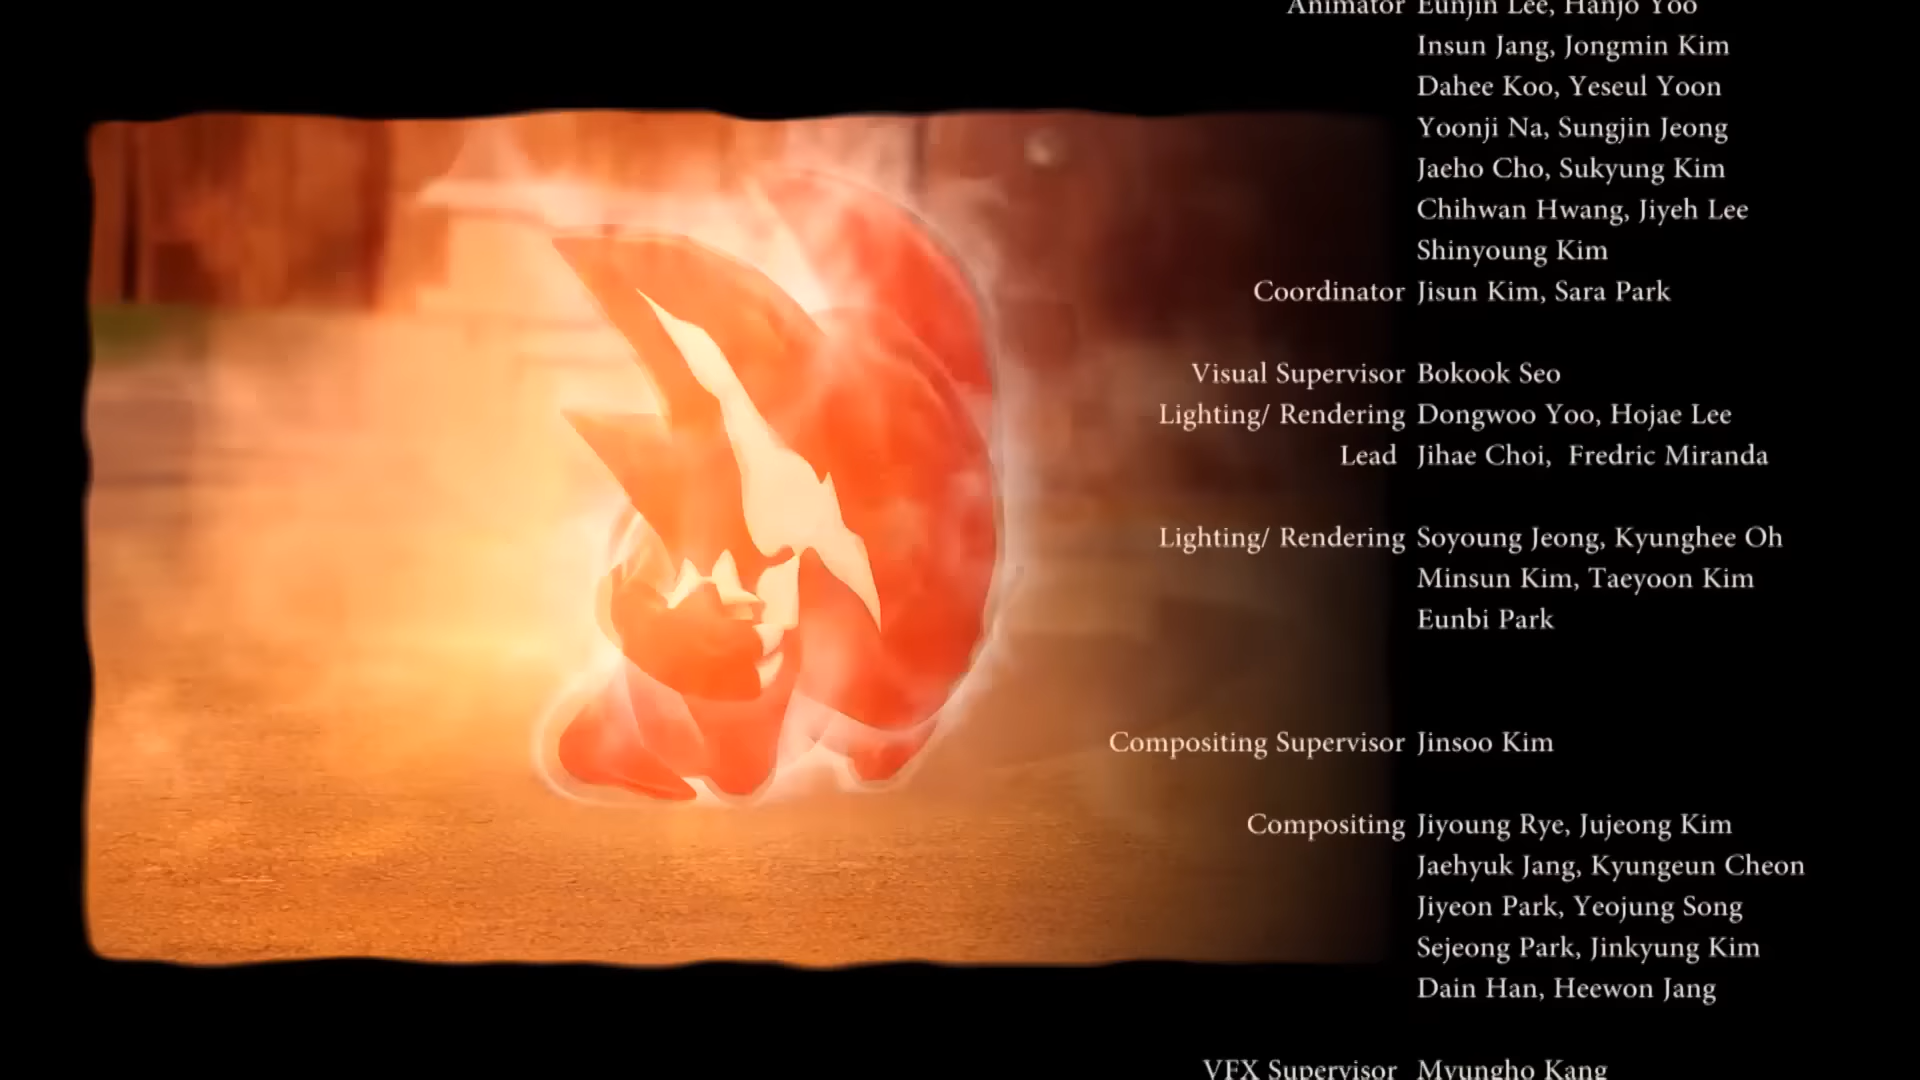 Animator Eunjin Lee, Hanjo Yoo
Insun Jang, Jongmin Kim
Dahee Koo, Yeseul Yoon
Yoonji Na, Sungjin Jeong
Jaeho Cho, Sukyung Kim
Chihwan Hwang, Jiyeh Lee
Shinyoung Kim
Coordinator Jisun Kim, Sara Park
Visual Supervisor Bokook Seo
Lighting/ Rendering Dongwoo Yoo, Hojae Lee
Lead Jihae Choi, Fredric Miranda
Lighting/ Rendering Soyoung Jeong, Kyunghee Oh
Minsun Kim, Taeyoon Kim
Eunbi Park
Compositing Supervisor Jinsoo Kim
Compositing Jiyoung Rye, Jujeong Kim
Jaehyuk Jang, Kyungeun Cheon
Jiyeon Park, Yeojung Song
Sejeong Park, Jinkyung Kim
Dain Han, Heewon Jang
VFX Supervisor Myungho Kang